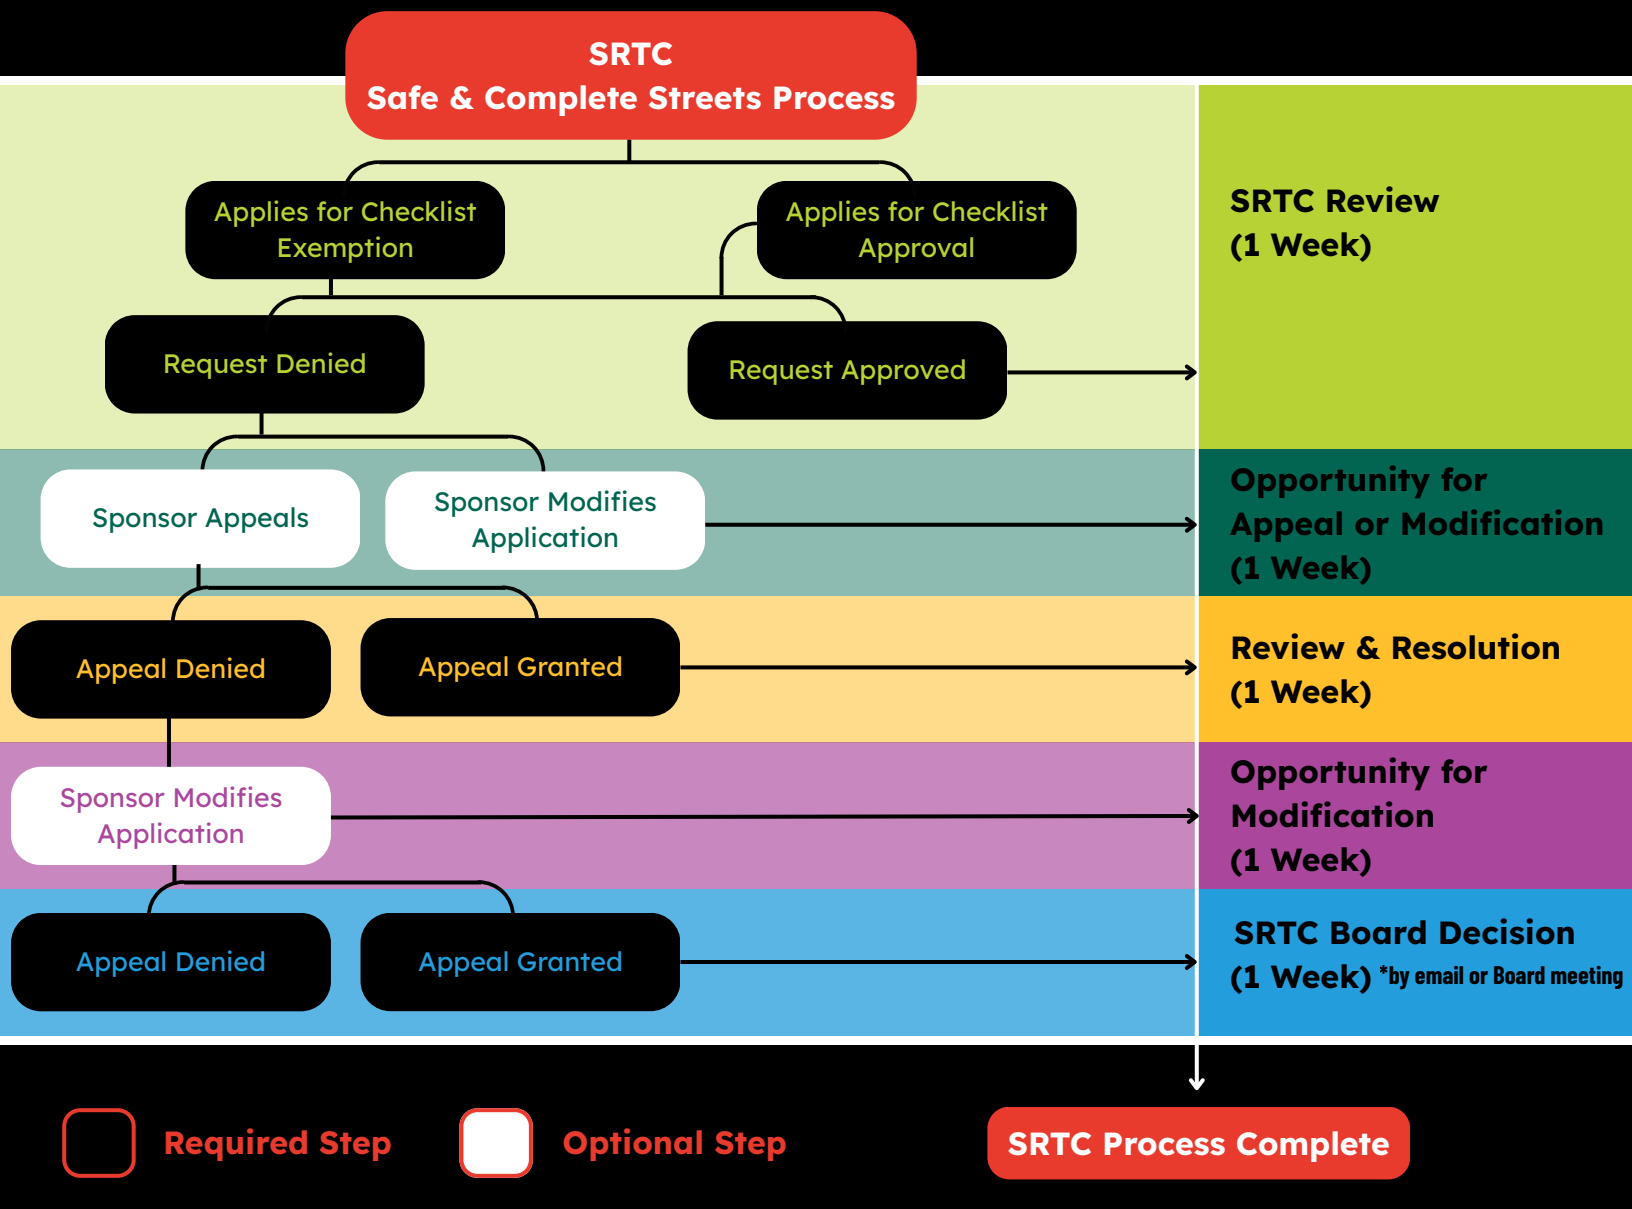 SRTC
Safe & Complete Streets Process
Applies for Checklist
Exemption
Applies for Checklist
Approval
SRTC Review
(1 Week)
Request Denied
Request Approved
Sponsor Appeals
Sponsor Modifies
Application
Opportunity for
Appeal or Modification
(1 Week)
Appeal Denied
Appeal Granted
Review & Resolution
(1 Week)
Sponsor Modifies
Application
Opportunity for
Modification
(1 Week)
Appeal Denied
Appeal Granted
SRTC Board Decision
(1 Week) *by email or Board meeting
Required Step
Optional Step
SRTC Process Complete